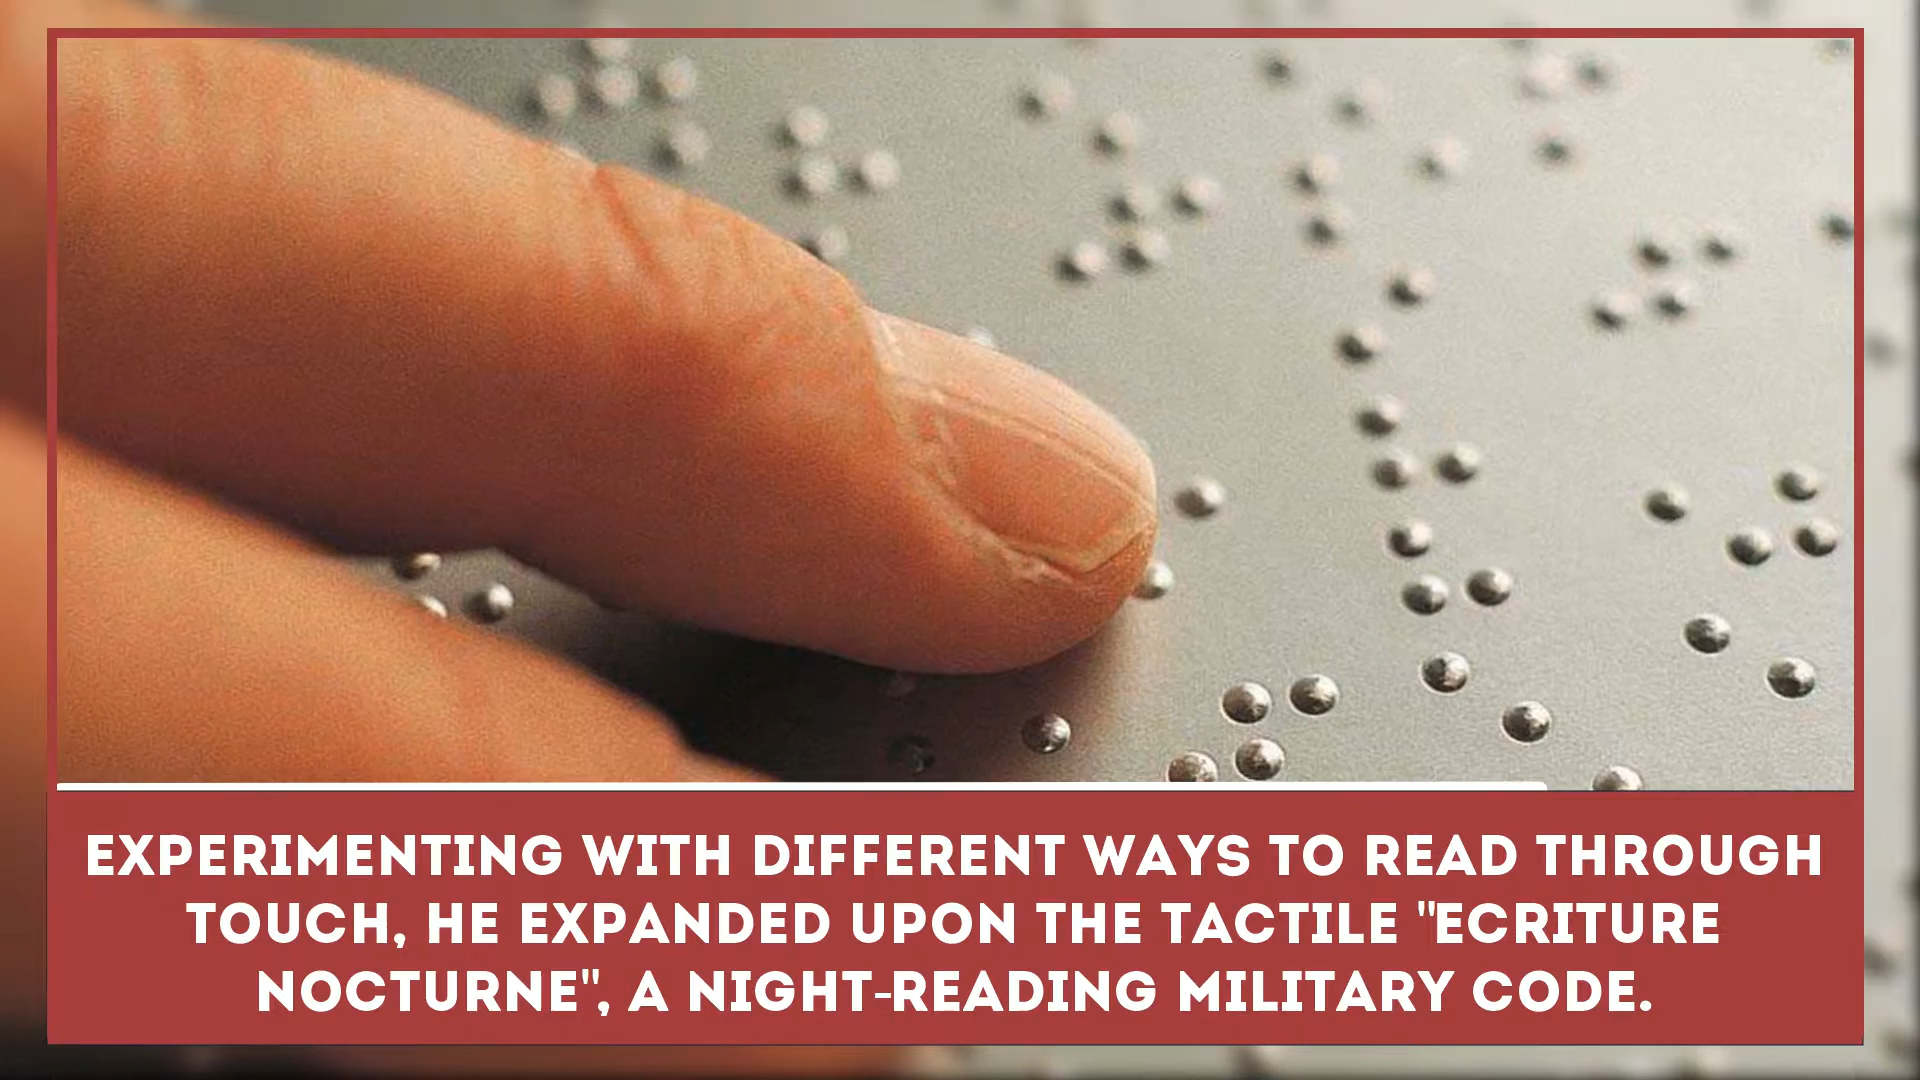 EXPERIMENTING WITH DIFFERENT WAYS TO READ THROUGH
TOUCH, HE EXPANDED UPON THE TACTILE "ECRITURE
NOCTURNE", A NIGHT-READING MILITARY CODE.